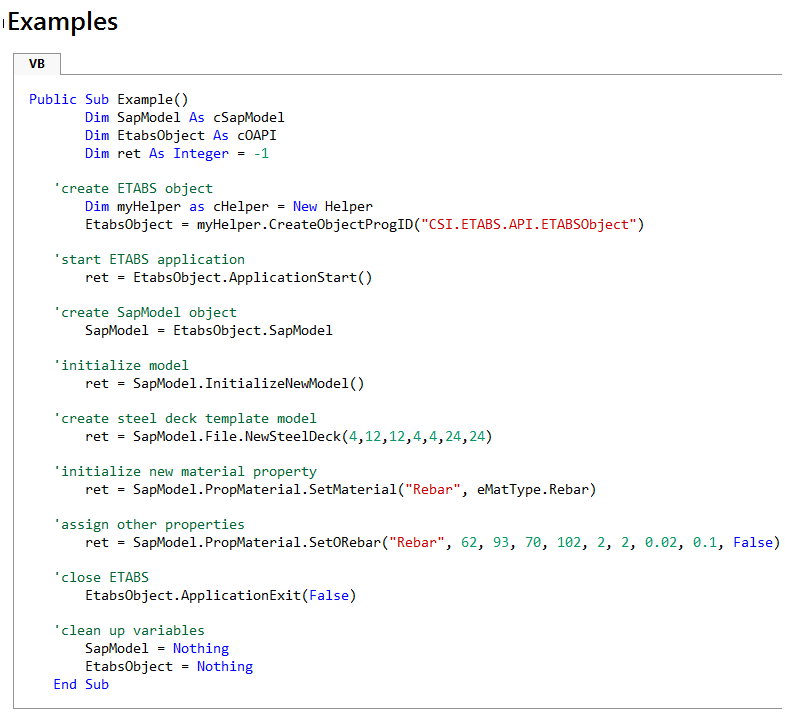 Examples
VB
Public Sub Example()
Dim SapModel As cSapModel
Dim EtabsObject As cOAPI
Dim ret As Integer = -1
'create ETABS object
Dim myHelper as cHelper = New Helper
EtabsObject = myHelper.CreateObjectProgID("CSI.ETABS.API.ETABSObject")
'start ETABS application
ret = EtabsObject.ApplicationStart()
'create SapModel object
SapModel = EtabsObject.SapModel
'initialize model
ret = SapModel.InitializeNewModel()
'create steel deck template model
ret = SapModel.File.NewSteelDeck(4,12,12,4,4,24,24)
'initialize new material property
ret = SapModel.PropMaterial.SetMaterial("Rebar", eMatType.Rebar)
'assign other properties
ret = SapModel.PropMaterial.SetORebar("Rebar", 62, 93, 70, 102, 2, 2, 0.02, 0.1, False)
'close ETABS
EtabsObject.ApplicationExit(False)
'clean up variables
SapModel = Nothing
EtabsObject = Nothing
End Sub